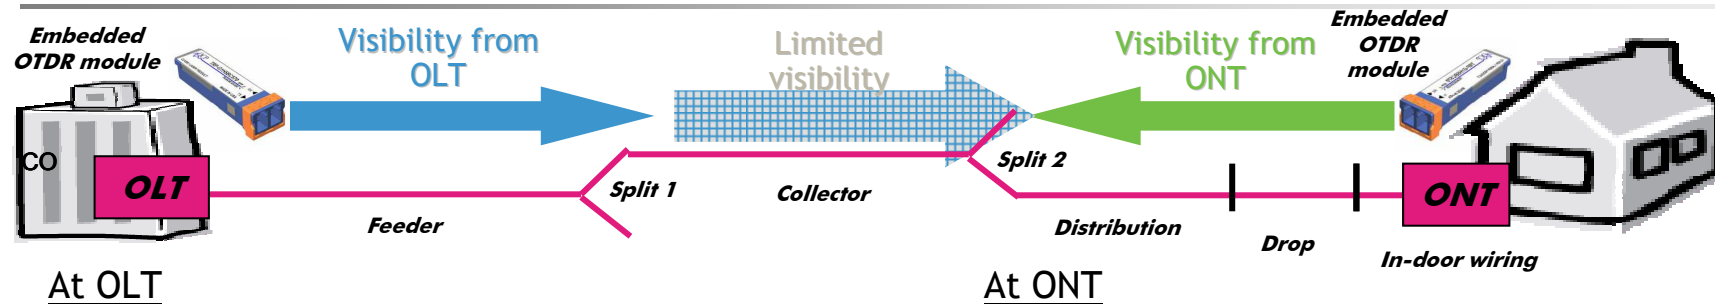 Embedded
OTDR module
Visibility from
OLT
Limited
visibility
Visibility from
ONT
Embedded
OTDR
module
CO
OLT
Feeder
Split 1
Collector
Split 2
Distribution
Drop
ONT
In-door wiring
At OLT
At ONT